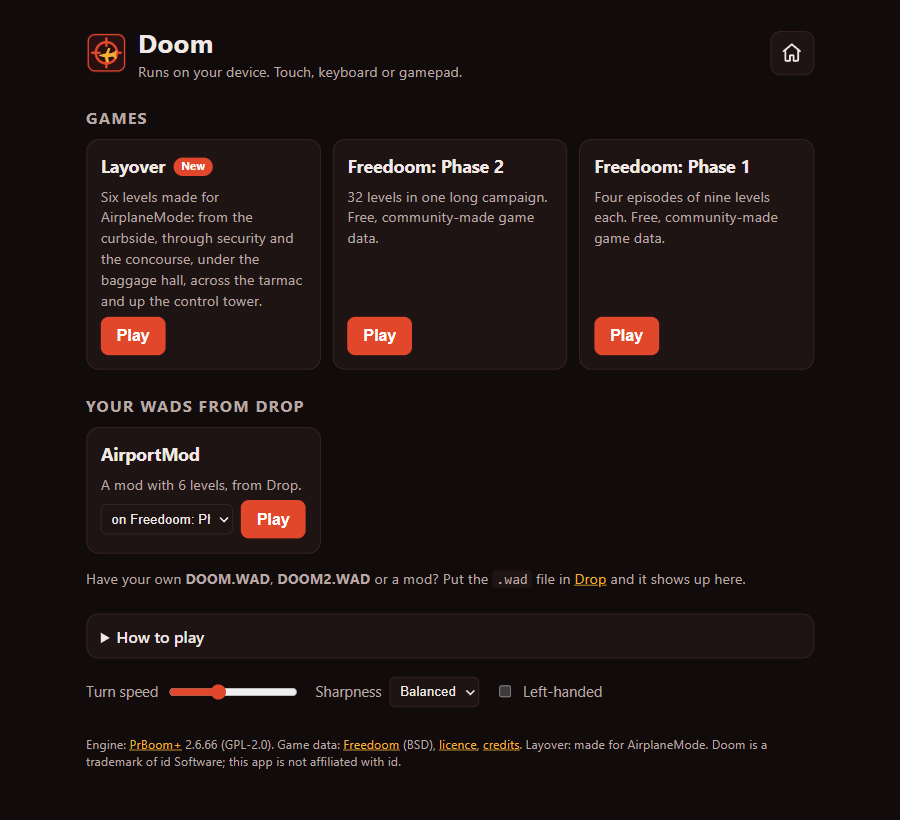 Doom
Runs on your device. Touch, keyboard or gamepad.
GAMES
Layover New
Six levels made for
AirplaneMode: from the
curbside, through security and
the concourse, under the
baggage hall, across the tarmac
and up the control tower.
Play
Freedoom: Phase 2
32 levels in one long campaign.
Free, community-made game
data.
Play
Freedoom: Phase 1
Four episodes of nine levels
each. Free, community-made
game data.
Play
YOUR WADS FROM DROP
AirportMod
A mod with 6 levels, from Drop.
on Freedoom: Pl Play
Have your own DOOM.WAD, DOOM2.WAD or a mod? Put the .wad file in Drop and it shows up here.
How to play
Turn speed Sharpness Balanced Left-handed
Engine: PrBoom+ 2.6.66 (GPL-2.0). Game data: Freedoom (BSD), licence, credits. Layover: made for AirplaneMode. Doom is a
trademark of id Software; this app is not affiliated with id.